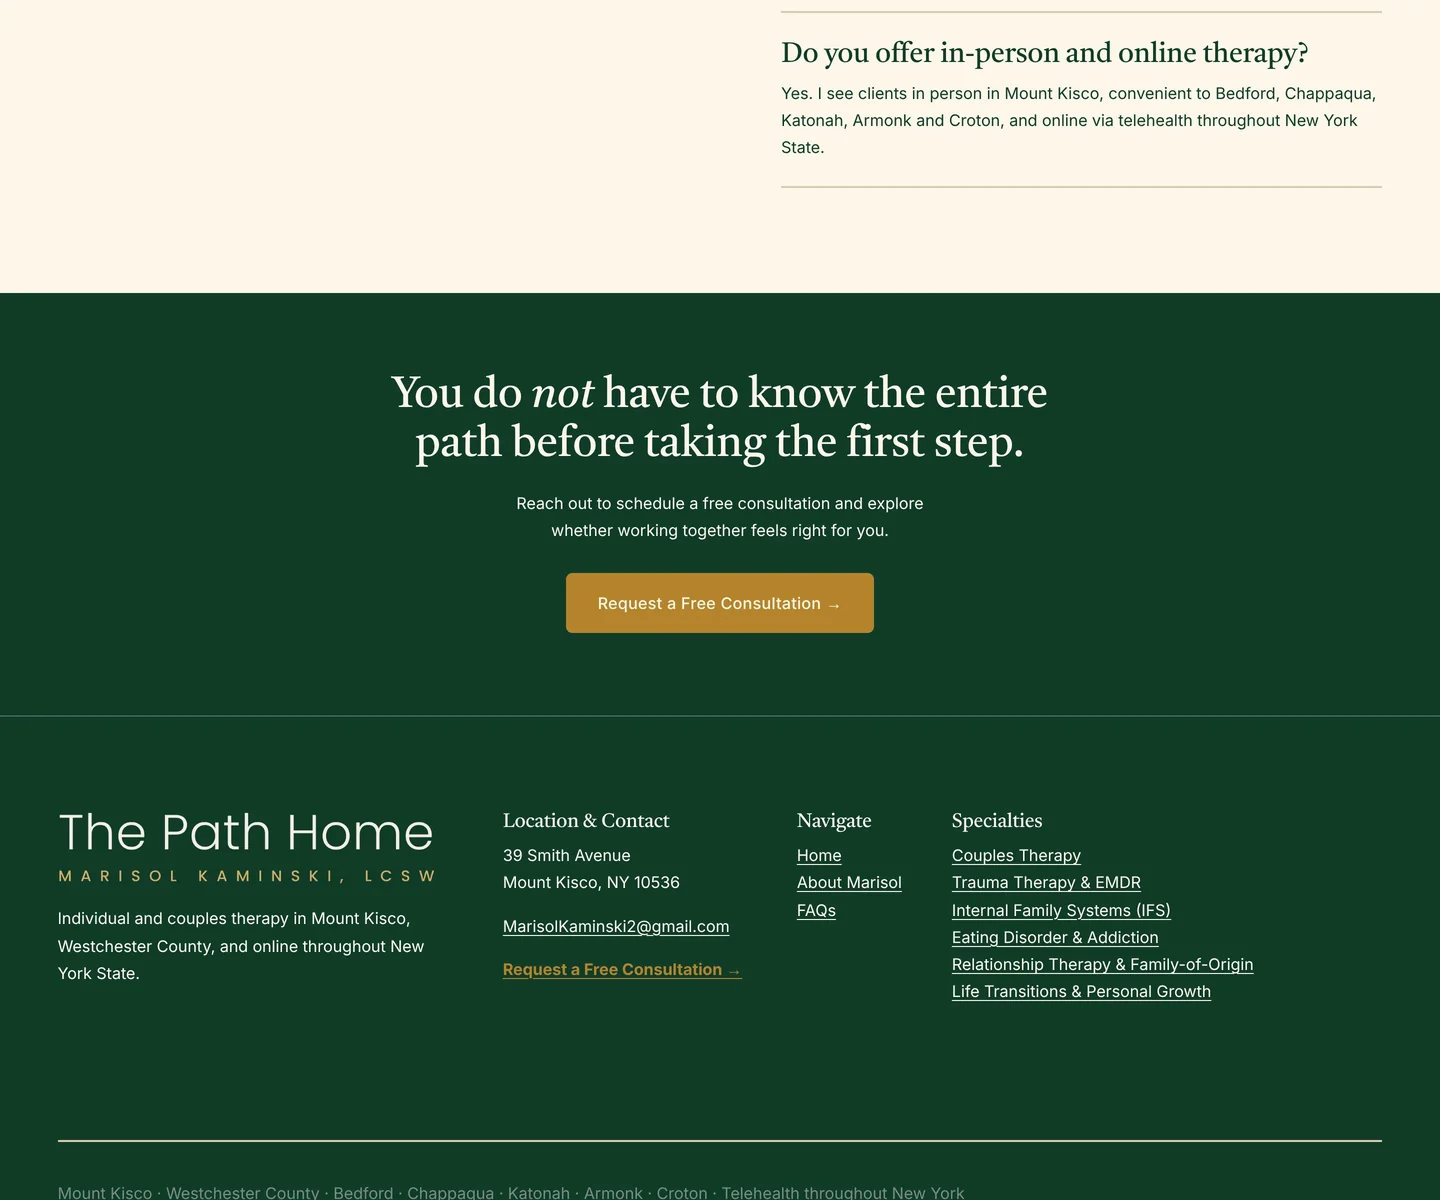 Do you offer in-person and online therapy?
Yes. I see clients in person in Mount Kisco, convenient to Bedford, Chappaqua,
Katonah, Armonk and Croton, and online via telehealth throughout New York
State.
You do not have to know the entire
path before taking the first step.
Reach out to schedule a free consultation and explore
whether working together feels right for you.
Request a Free Consultation →
The Path Home
MARISOL KAMINSKI, LCSW
Individual and couples therapy in Mount Kisco,
Westchester County, and online throughout New
York State.
Location & Contact
39 Smith Avenue
Mount Kisco, NY 10536
MarisolKaminski2@gmail.com
Request a Free Consultation →
Navigate
Home
About Marisol
FAQs
Specialties
Couples Therapy
Trauma Therapy & EMDR
Internal Family Systems (IFS)
Eating Disorder & Addiction
Relationship Therapy & Family-of-Origin
Life Transitions & Personal Growth
Mount Kisco · Westchester County · Bedford · Chappaqua · Katonah · Armonk · Croton · Telehealth throughout New York